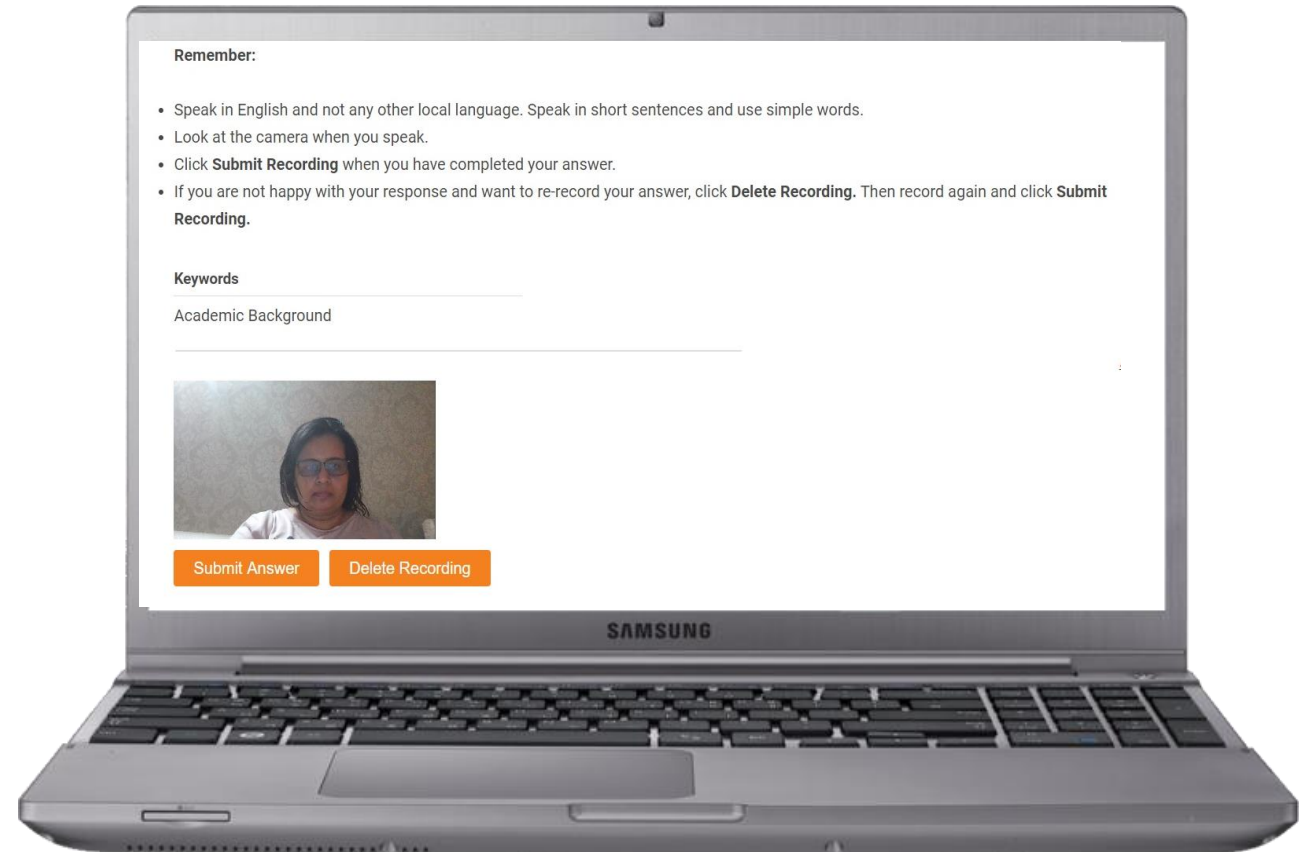 Remember:
Speak in English and not any other local language. Speak in short sentences and use simple words.
Look at the camera when you speak.
Click Submit Recording when you have completed your answer.
If you are not happy with your response and want to re-record your answer, click Delete Recording. Then record again and click Submit
Recording.
Keywords
Academic Background
Submit Answer Delete Recording
SAMSUNG